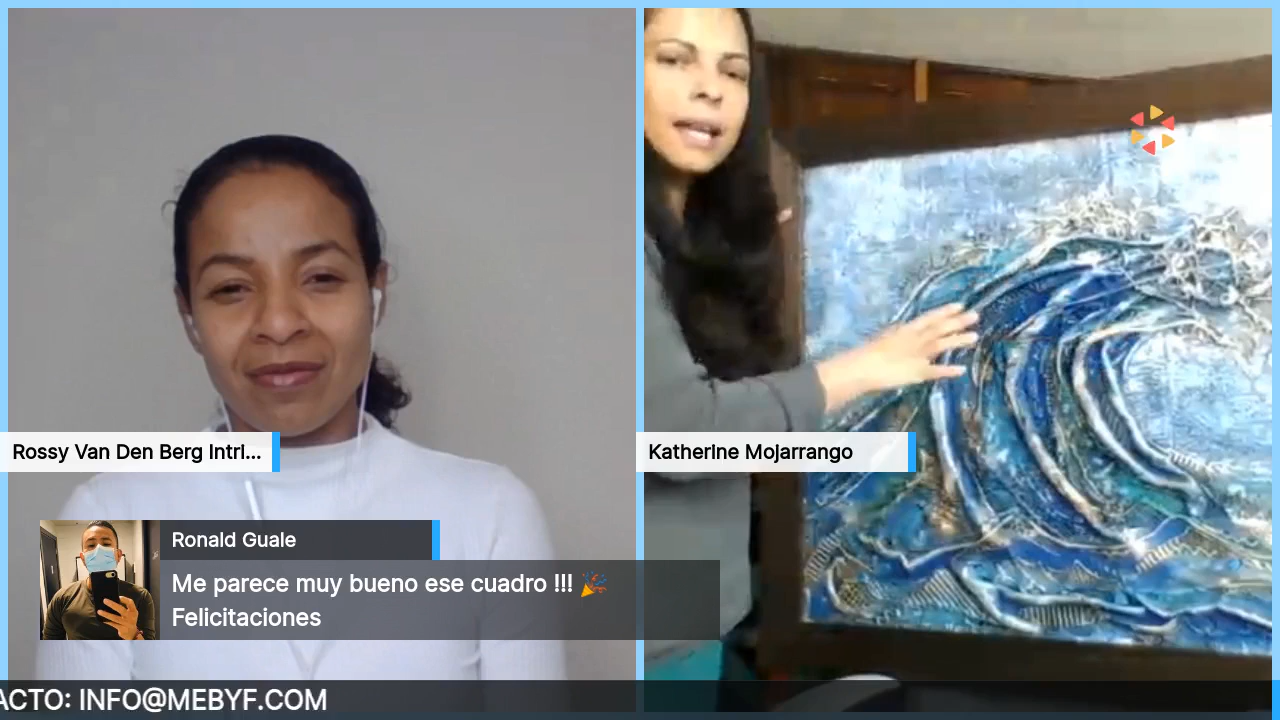 Rossy Van Den Berg Intri...
Katherine Mojarrango
Ronald Guale
Me parece muy bueno ese cuadro !!! 🎉
Felicitaciones
ACTO: INFO@MEBYF.COM